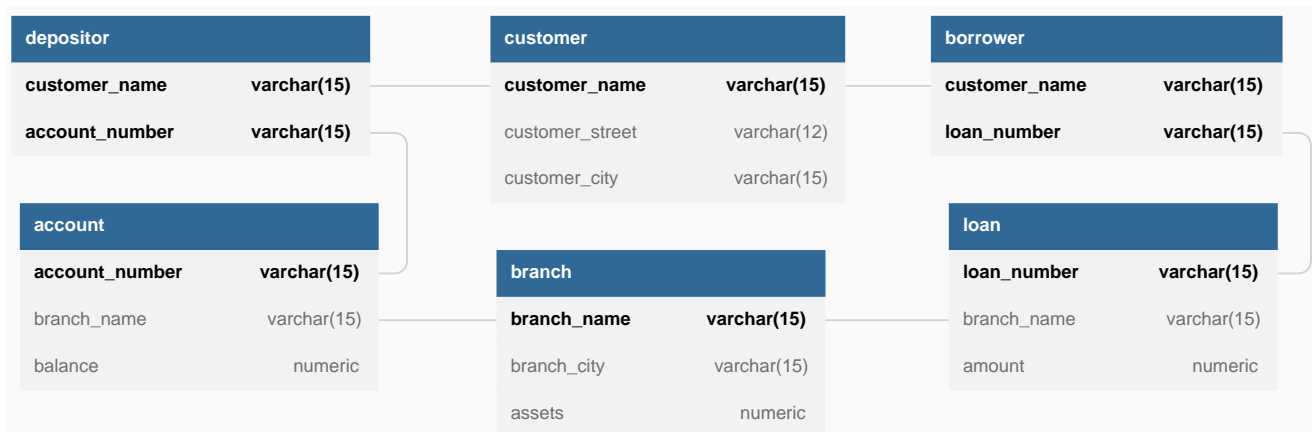 depositor
customer_name varchar(15)
account_number varchar(15)
customer
customer_name varchar(15)
customer_street varchar(12)
customer_city varchar(15)
borrower
customer_name varchar(15)
loan_number varchar(15)
account
account_number varchar(15)
branch_name varchar(15)
balance numeric
branch
branch_name varchar(15)
branch_city varchar(15)
assets numeric
loan
loan_number varchar(15)
branch_name varchar(15)
amount numeric